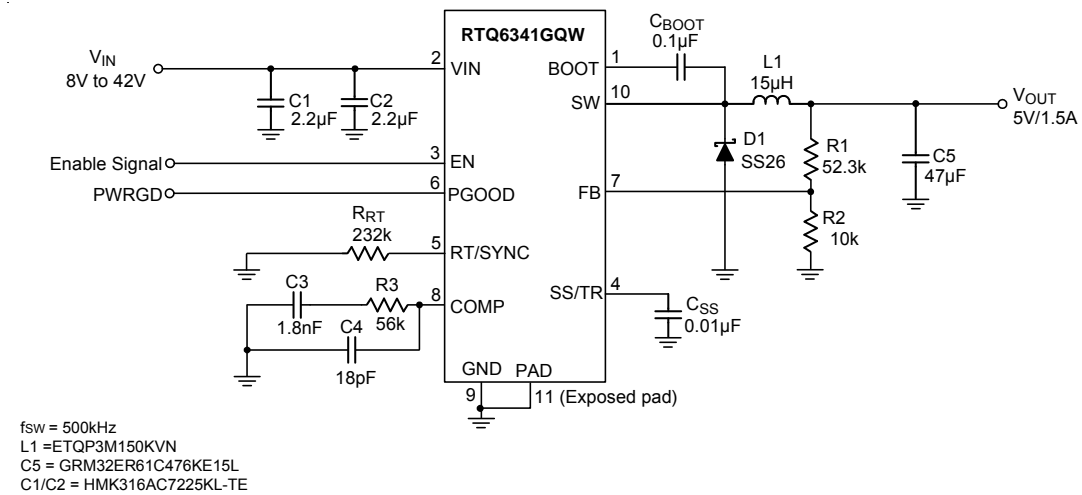 RTQ6341GQW
VIN
8V to 42V
2
VIN
C1
2.2µF
C2
2.2µF
Enable Signal
3
EN
PWRGD
6
PGOOD
RRT
232k
5
RT/SYNC
C3
1.8nF
R3
56k
8
COMP
C4
18pF
GND
9
PAD
11 (Exposed pad)
BOOT
1
CBOOT
0.1µF
SW
10
L1
15µH
VOUT
5V/1.5A
D1
SS26
R1
52.3k
C5
47µF
FB
7
R2
10k
SS/TR
4
CSS
0.01µF
fSW = 500kHz
L1 =ETQP3M150KVN
C5 = GRM32ER61C476KE15L
C1/C2 = HMK316AC7225KL-TE